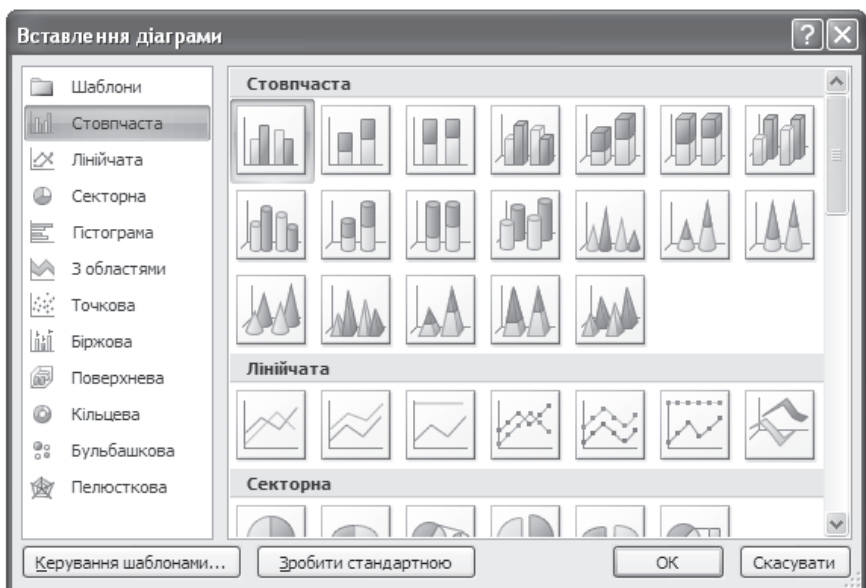 Вставлення діаграми
Шаблони
Стовпчаста
Лінійчата
Секторна
Гістограма
З областями
Точкова
Біржова
Поверхнева
Кільцева
Бульбашкова
Пелюсткова
Стовпчаста
Лінійчата
Секторна
Керування шаблонами...
Зробити стандартною
ОК
Скасувати